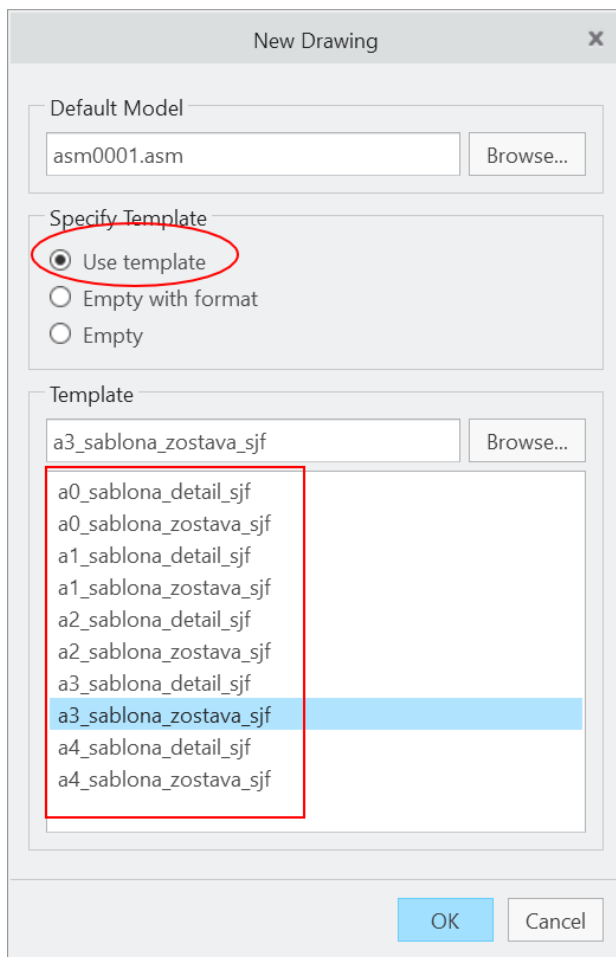 New Drawing
Default Model
asm0001.asm
Browse...
Specify Template
Use template
Empty with format
Empty
Template
a3_sablona_zostava_sjf
Browse...
a0_sablona_detail_sjf
a0_sablona_zostava_sjf
a1_sablona_detail_sjf
a1_sablona_zostava_sjf
a2_sablona_detail_sjf
a2_sablona_zostava_sjf
a3_sablona_detail_sjf
a3_sablona_zostava_sjf
a4_sablona_detail_sjf
a4_sablona_zostava_sjf
OK
Cancel